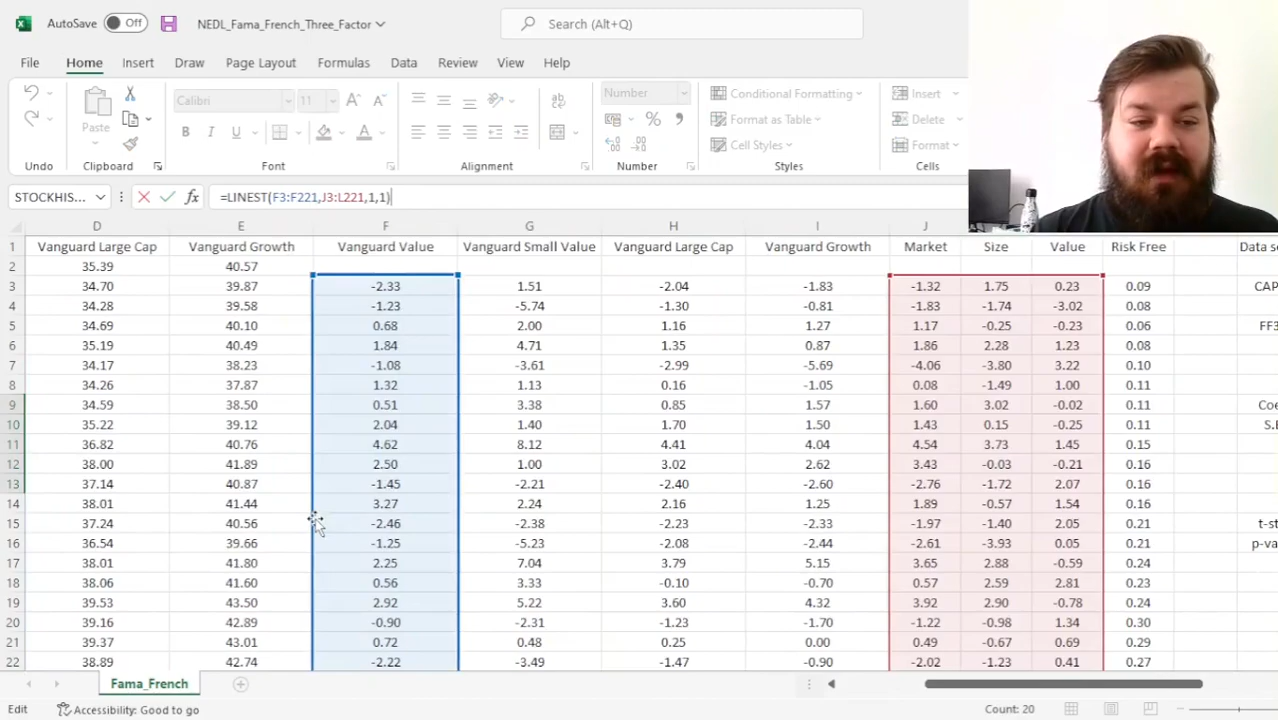 AutoSave Off NEDL_Fama_French_Three_Factor Search (Alt+Q)
File Home Insert Draw Page Layout Formulas Data Review View Help
Paste Calibri 11 Number Conditional Formatting Insert
Format as Table Delete
Cell Styles Format
Undo Clipboard Font Alignment Number Styles Cells
STOCKHIS... fx =LINEST(F3:F221,J3:L221,1,1)
D E F G H I J K L M
1 Vanguard Large Cap Vanguard Growth Vanguard Value Vanguard Small Value Vanguard Large Cap Vanguard Growth Market Size Value Risk Free Data s
2 35.39 40.57
3 34.70 39.87 -2.33 1.51 -2.04 -1.83 -1.32 1.75 0.23 0.09 CAP
4 34.28 39.58 -1.23 -5.74 -1.30 -0.81 -1.83 -1.74 -3.02 0.08
5 34.69 40.10 0.68 2.00 1.16 1.27 1.17 -0.25 -0.23 0.06 FF3
6 35.19 40.49 1.84 4.71 1.35 0.87 1.86 2.28 1.23 0.08
7 34.17 38.23 -1.08 -3.61 -2.99 -5.69 -4.06 -3.80 3.22 0.10
8 34.26 37.87 1.32 1.13 0.16 -1.05 0.08 -1.49 1.00 0.11
9 34.59 38.50 0.51 3.38 0.85 1.57 1.60 3.02 -0.02 0.11 Coe
10 35.22 39.12 2.04 1.40 1.70 1.50 1.43 0.15 -0.25 0.11 S.E
11 36.82 40.76 4.62 8.12 4.41 4.04 4.54 3.73 1.45 0.15
12 38.00 41.89 2.50 1.00 3.02 2.62 3.43 -0.03 -0.21 0.16
13 37.14 40.87 -1.45 -2.21 -2.40 -2.60 -2.76 -1.72 2.07 0.16
14 38.01 41.44 3.27 2.24 2.16 1.25 1.89 -0.57 1.54 0.16
15 37.24 40.56 -2.46 -2.38 -2.23 -2.33 -1.97 -1.40 2.05 0.21 t-st
16 36.54 39.66 -1.25 -5.23 -2.08 -2.44 -2.61 -3.93 0.05 0.21 p-va
17 38.01 41.80 2.25 7.04 3.79 5.15 3.65 2.88 -0.59 0.24
18 38.06 41.60 0.56 3.33 -0.10 -0.70 0.57 2.59 2.81 0.23
19 39.53 43.50 2.92 5.22 3.60 4.32 3.92 2.90 -0.78 0.24
20 39.16 42.89 -0.90 -2.31 -1.23 -1.70 -1.22 -0.98 1.34 0.30
21 39.37 43.01 0.72 0.48 0.25 0.00 0.49 -0.67 0.69 0.29
22 38.89 42.74 -2.22 -3.49 -1.47 -0.90 -2.02 -1.23 0.41 0.27
Fama_French
Edit Accessibility: Good to go Count: 20